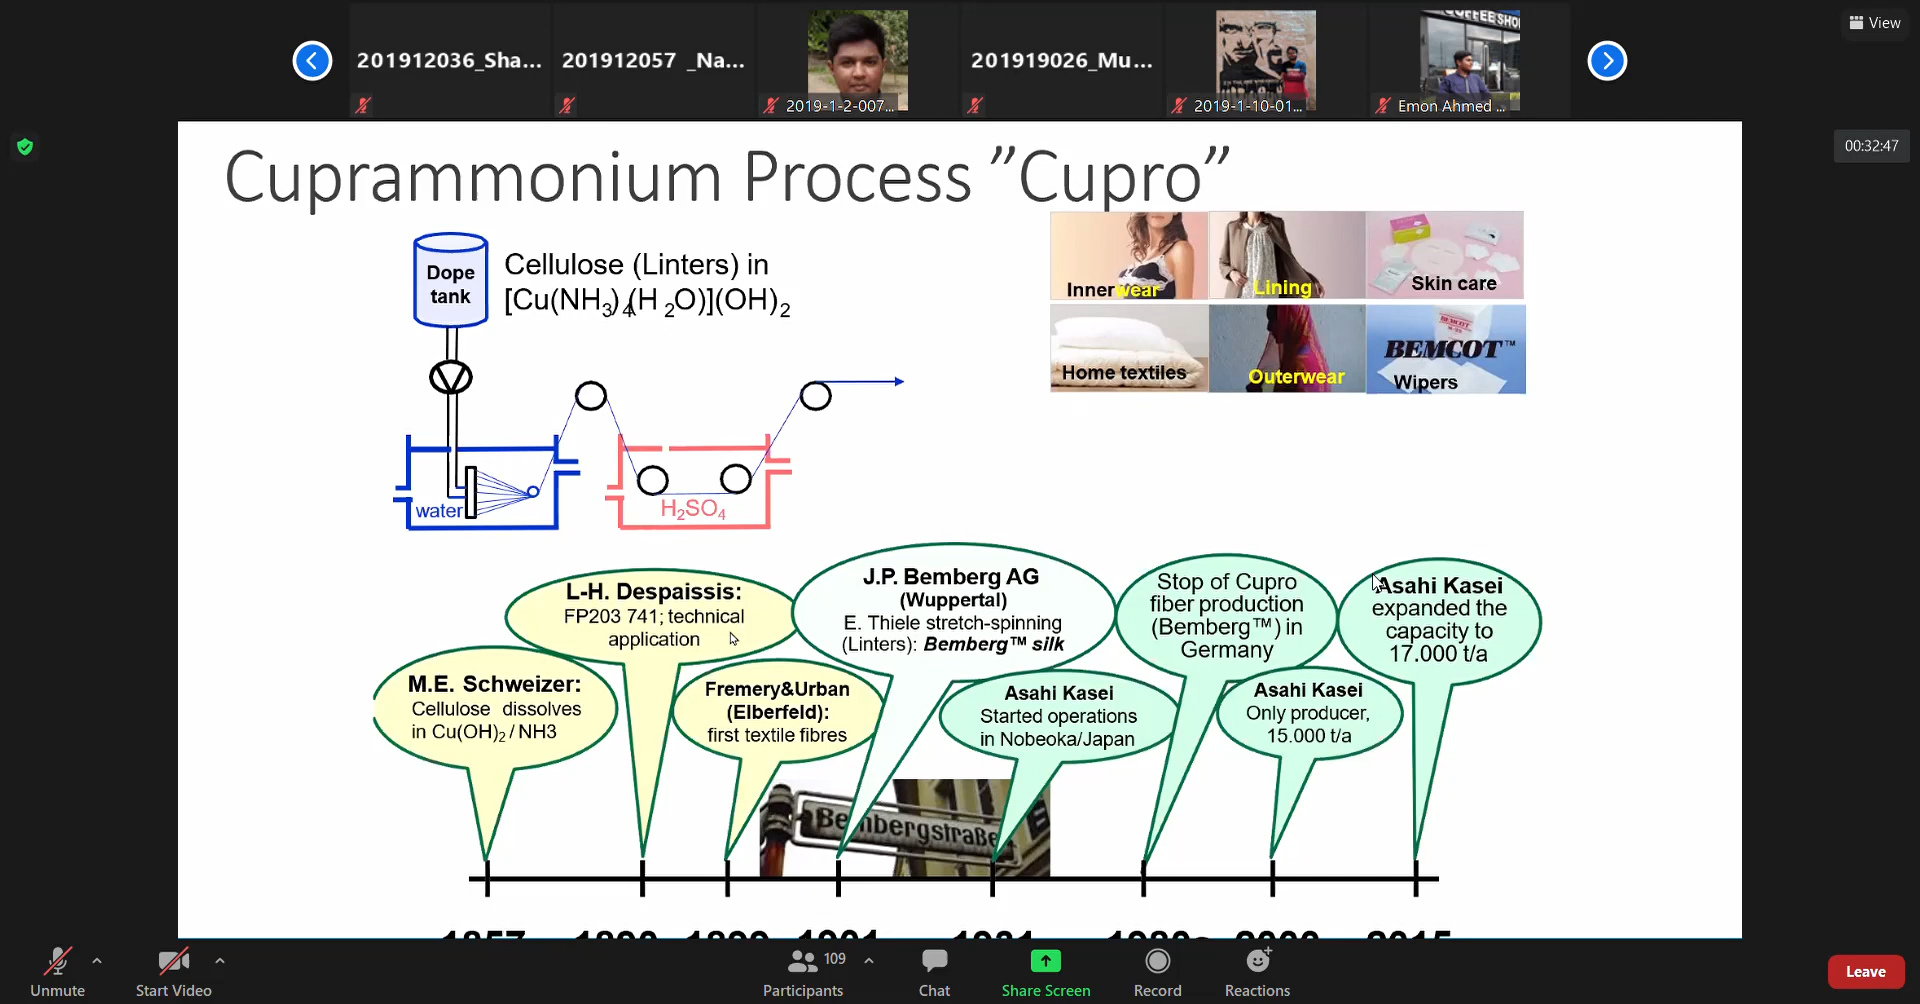 201912036_Sha...
201912057 _Na...
2019-1-2-007...
201919026_Mu...
2019-1-10-01...
Emon Ahmed ...
COFFEE SHO
View
00:32:47
Cuprammonium Process ”Cupro”
Dope
tank
Cellulose (Linters) in
[Cu(NH3)4(H2O)](OH)2
water
H2SO4
Innerwear
Lining
Skin care
Home textiles
Outerwear
BEMCOT™
Wipers
L-H. Despaissis:
FP203 741; technical
application
J.P. Bemberg AG
(Wuppertal)
E. Thiele stretch-spinning
(Linters): Bemberg™ silk
Stop of Cupro
fiber production
(Bemberg™) in
Germany
Asahi Kasei
expanded the
capacity to
17.000 t/a
M.E. Schweizer:
Cellulose dissolves
in Cu(OH)2 / NH3
Fremery&Urban
(Elberfeld):
first textile fibres
Asahi Kasei
Started operations
in Nobeoka/Japan
Asahi Kasei
Only producer,
15.000 t/a
Bembergstraße
Unmute
Start Video
109
Participants
Chat
Share Screen
Record
Reactions
Leave